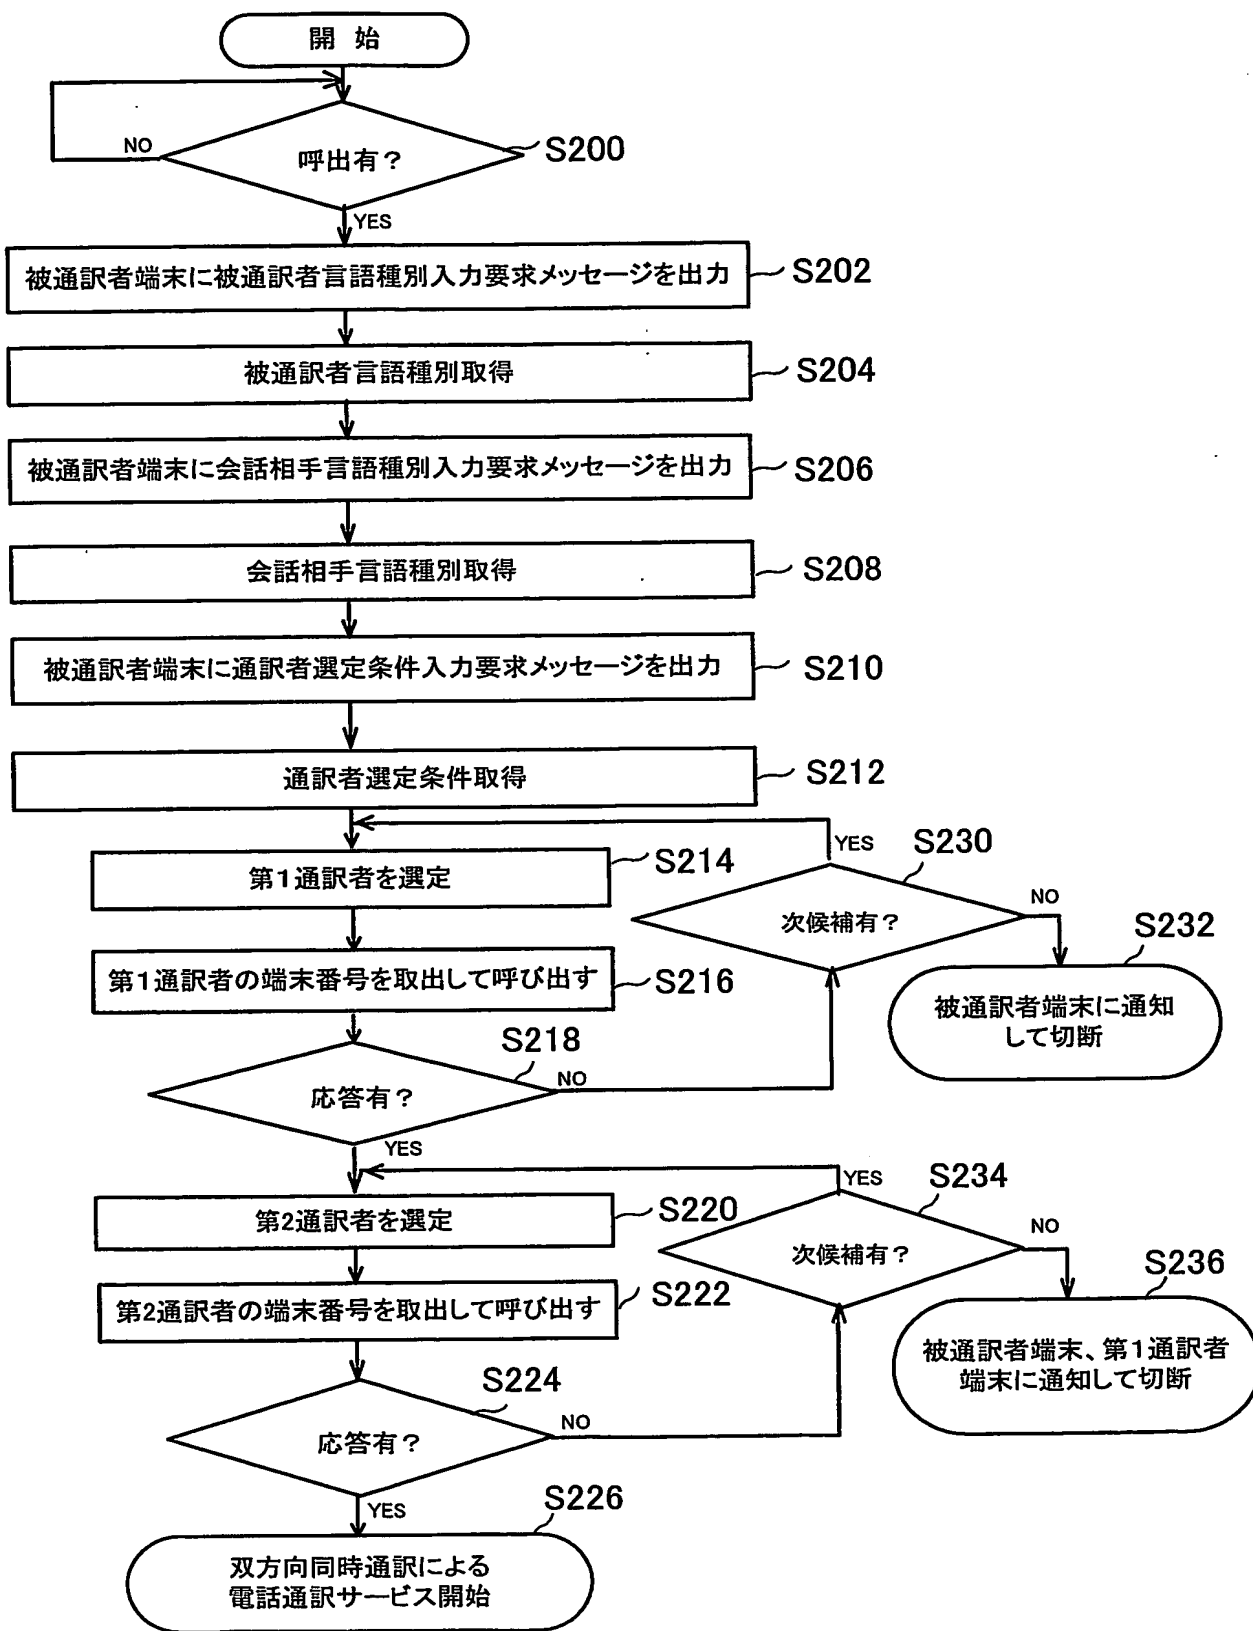 開 始
NO
呼出有？
S200
YES
被通訳者端末に被通訳者言語種別入力要求メッセージを出力
S202
被通訳者言語種別取得
S204
被通訳者端末に会話相手言語種別入力要求メッセージを出力
S206
会話相手言語種別取得
S208
被通訳者端末に通訳者選定条件入力要求メッセージを出力
S210
通訳者選定条件取得
S212
第1通訳者を選定
S214
YES
S230
次候補有？
NO
S232
被通訳者端末に通知
して切断
第1通訳者の端末番号を取出して呼び出す
S216
S218
応答有？
NO
YES
第2通訳者を選定
S220
YES
S234
次候補有？
NO
S236
被通訳者端末、第1通訳者
端末に通知して切断
第2通訳者の端末番号を取出して呼び出す
S222
S224
応答有？
NO
YES
S226
双方向同時通訳による
電話通訳サービス開始